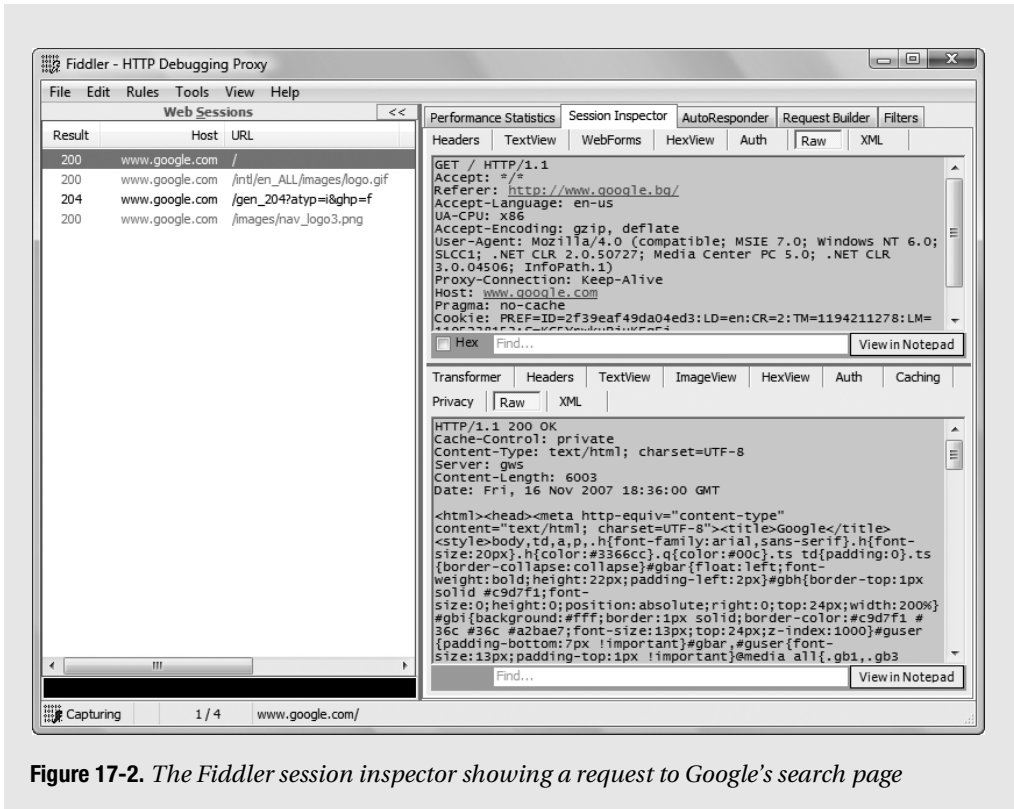 Fiddler - HTTP Debugging Proxy
File Edit Rules Tools View Help
Web Sessions <<
Result Host URL
200 www.google.com /
200 www.google.com /intl/en_ALL/images/logo.gif
204 www.google.com /gen_204?atyp=i&ghp=f
200 www.google.com /images/nav_logo3.png
Capturing 1 / 4 www.google.com/
Performance Statistics Session Inspector AutoResponder Request Builder Filters
Headers TextView WebForms HexView Auth Raw XML
GET / HTTP/1.1
Accept: */*
Referer: http://www.google.bg/
Accept-Language: en-us
UA-CPU: x86
Accept-Encoding: gzip, deflate
User-Agent: Mozilla/4.0 (compatible; MSIE 7.0; Windows NT 6.0;
SLCC1; .NET CLR 2.0.50727; Media Center PC 5.0; .NET CLR
3.0.04506; InfoPath.1)
Proxy-Connection: Keep-Alive
Host: www.google.com
Pragma: no-cache
Cookie: PREF=ID=2f39eaf49da04ed3:LD=en:CR=2:TM=1194211278:LM=
Hex Find... View in Notepad
Transformer Headers TextView ImageView HexView Auth Caching
Privacy Raw XML
HTTP/1.1 200 OK
Cache-Control: private
Content-Type: text/html; charset=UTF-8
Server: gws
Content-Length: 6003
Date: Fri, 16 Nov 2007 18:36:00 GMT
<html><head><meta http-equiv="content-type"
content="text/html; charset=UTF-8"><title>Google</title>
<style>body,td,a,p,.h{font-family:arial,sans-serif}.h{font-
size:20px}.h{color:#3366cc}.q{color:#00c}.ts td{padding:0}.ts
{border-collapse:collapse}#gbar{float:left;font-
weight:bold;height:22px;padding-left:2px}#gbh{border-top:1px
solid #c9d7f1;font-
size:0;height:0;position:absolute;right:0;top:24px;width:200%}
#gbi{background:#fff;border:1px solid;border-color:#c9d7f1 #
36c #36c #a2bae7;font-size:13px;top:24px;z-index:1000}#guser
{padding-bottom:7px !important}#gbar,#guser{font-
size:13px;padding-top:1px !important}@media all{.gb1,.gb3
Find... View in Notepad
Figure 17-2. The Fiddler session inspector showing a request to Google's search page